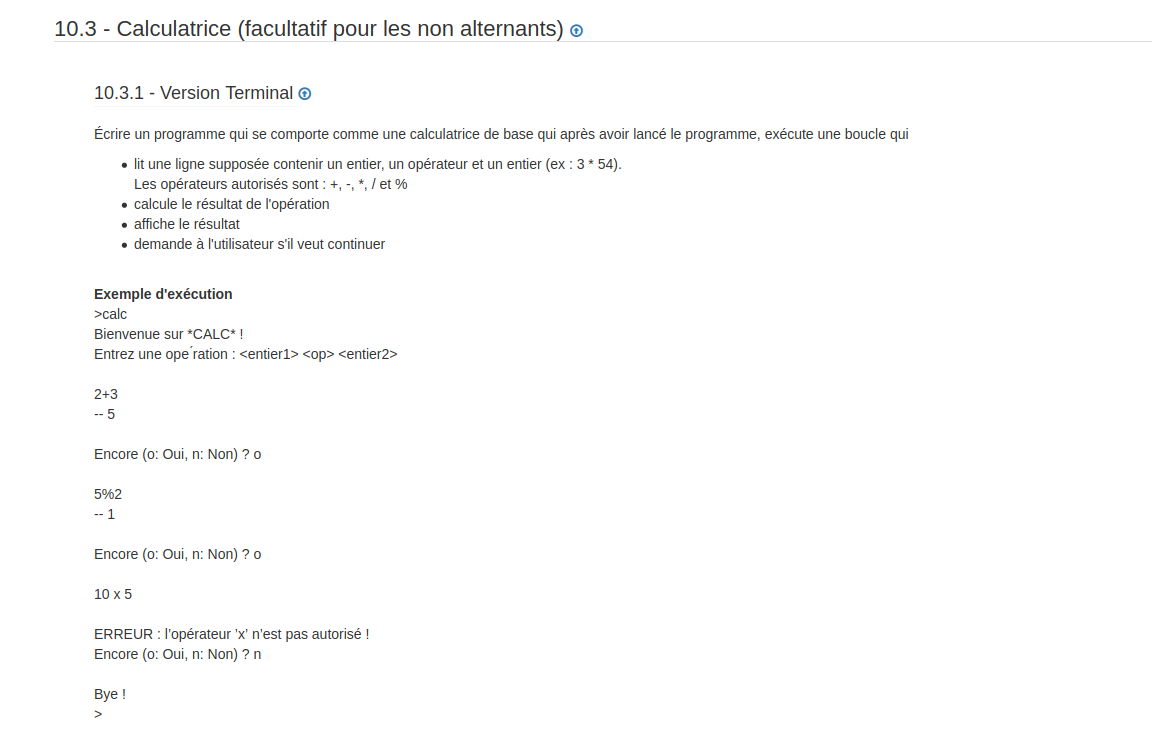 10.3 - Calculatrice (facultatif pour les non alternants)
10.3.1 - Version Terminal
Écrire un programme qui se comporte comme une calculatrice de base qui après avoir lancé le programme, exécute une boucle qui
• lit une ligne supposée contenir un entier, un opérateur et un entier (ex : 3 * 54).
Les opérateurs autorisés sont : +, -, *, / et %
• calcule le résultat de l'opération
• affiche le résultat
• demande à l'utilisateur s'il veut continuer
Exemple d'exécution
>calc
Bienvenue sur *CALC* !
Entrez une ope ́ration : <entier1> <op> <entier2>
2+3
-- 5
Encore (o: Oui, n: Non) ? o
5%2
-- 1
Encore (o: Oui, n: Non) ? o
10 x 5
ERREUR : l’opérateur ’x’ n’est pas autorisé !
Encore (o: Oui, n: Non) ? n
Bye !
>